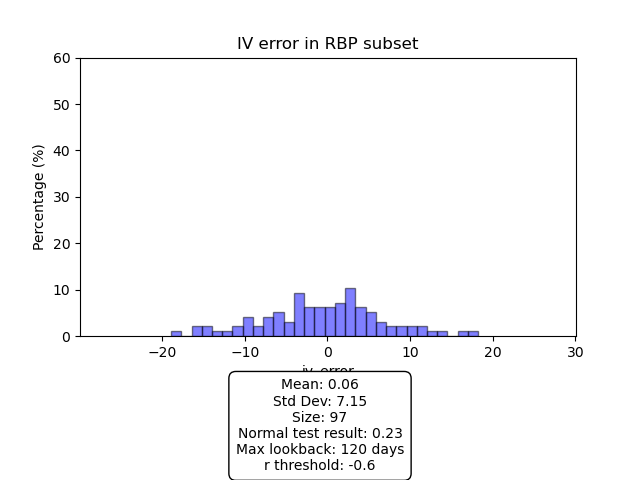 IV error in RBP subset
60
50
40
30
20
10
0
Percentage (%)
−20 −10 0 10 20 30
iv_error
Mean: 0.06
Std Dev: 7.15
Size: 97
Normal test result: 0.23
Max lookback: 120 days
r threshold: -0.6